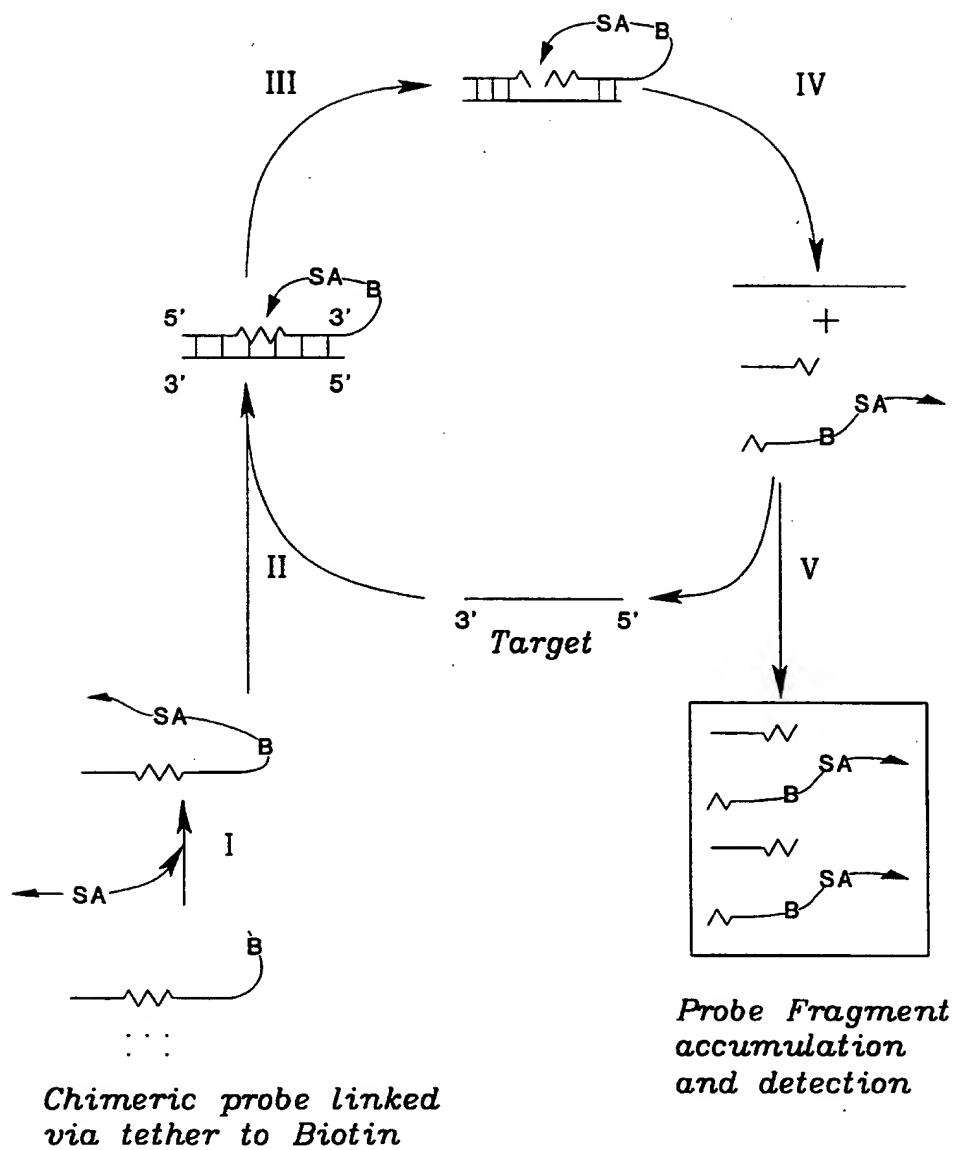 SA B
III
IV
SA B
5' 3'
3' 5'
+
SA
B
II
V
3' 5'
Target
SA
B
I
SA
B
SA
B
SA
B
Probe Fragment
accumulation
and detection
Chimeric probe linked
via tether to Biotin